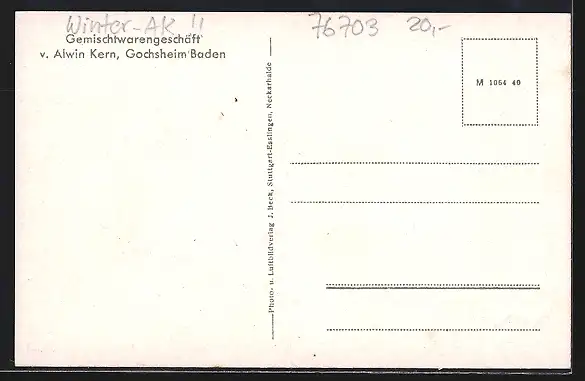 Winter-AK !!
76703 20,-
Gemischtwarengeschäft
v. Alwin Kern, Gochsheim Baden
Photo- u. Luftbildverlag J. Beck, Stuttgart-Esslingen, Neckarhalde
M 1064 40